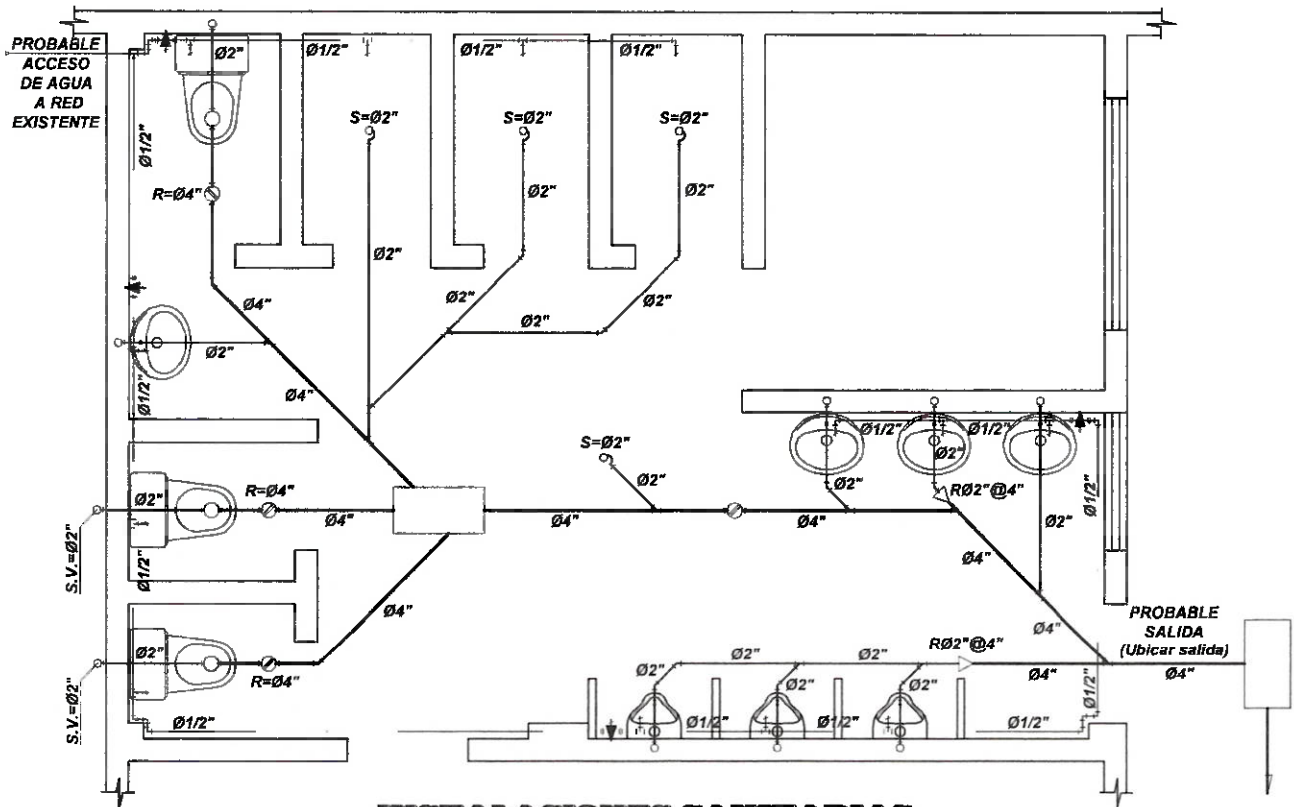 PROBABLE
ACCESO
DE AGUA
A RED
EXISTENTE
Ø2"
Ø1/2"
Ø1/2"
Ø1/2"
Ø1/2"
S=Ø2"
S=Ø2"
S=Ø2"
R=Ø4"
Ø2"
Ø2"
Ø2"
Ø4"
Ø2"
Ø2"
Ø2"
Ø2"
Ø1/2"
Ø4"
Ø1/2"
Ø1/2"
S=Ø2"
Ø2"
Ø2"
Ø2"
RØ2"@4"
Ø1/2"
Ø2"
R=Ø4"
Ø4"
Ø4"
Ø4"
Ø2"
S.V.=Ø2"
Ø1/2"
Ø4"
Ø4"
Ø4"
PROBABLE
SALIDA
(Ubicar salida)
Ø2"
R=Ø4"
S.V.=Ø2"
Ø2"
Ø2"
Ø2"
RØ2"@4"
Ø4"
Ø4"
Ø1/2"
Ø2"
Ø2"
Ø2"
Ø1/2"
Ø1/2"
Ø1/2"
Ø1/2"
INSTALACIONES SANITARIAS